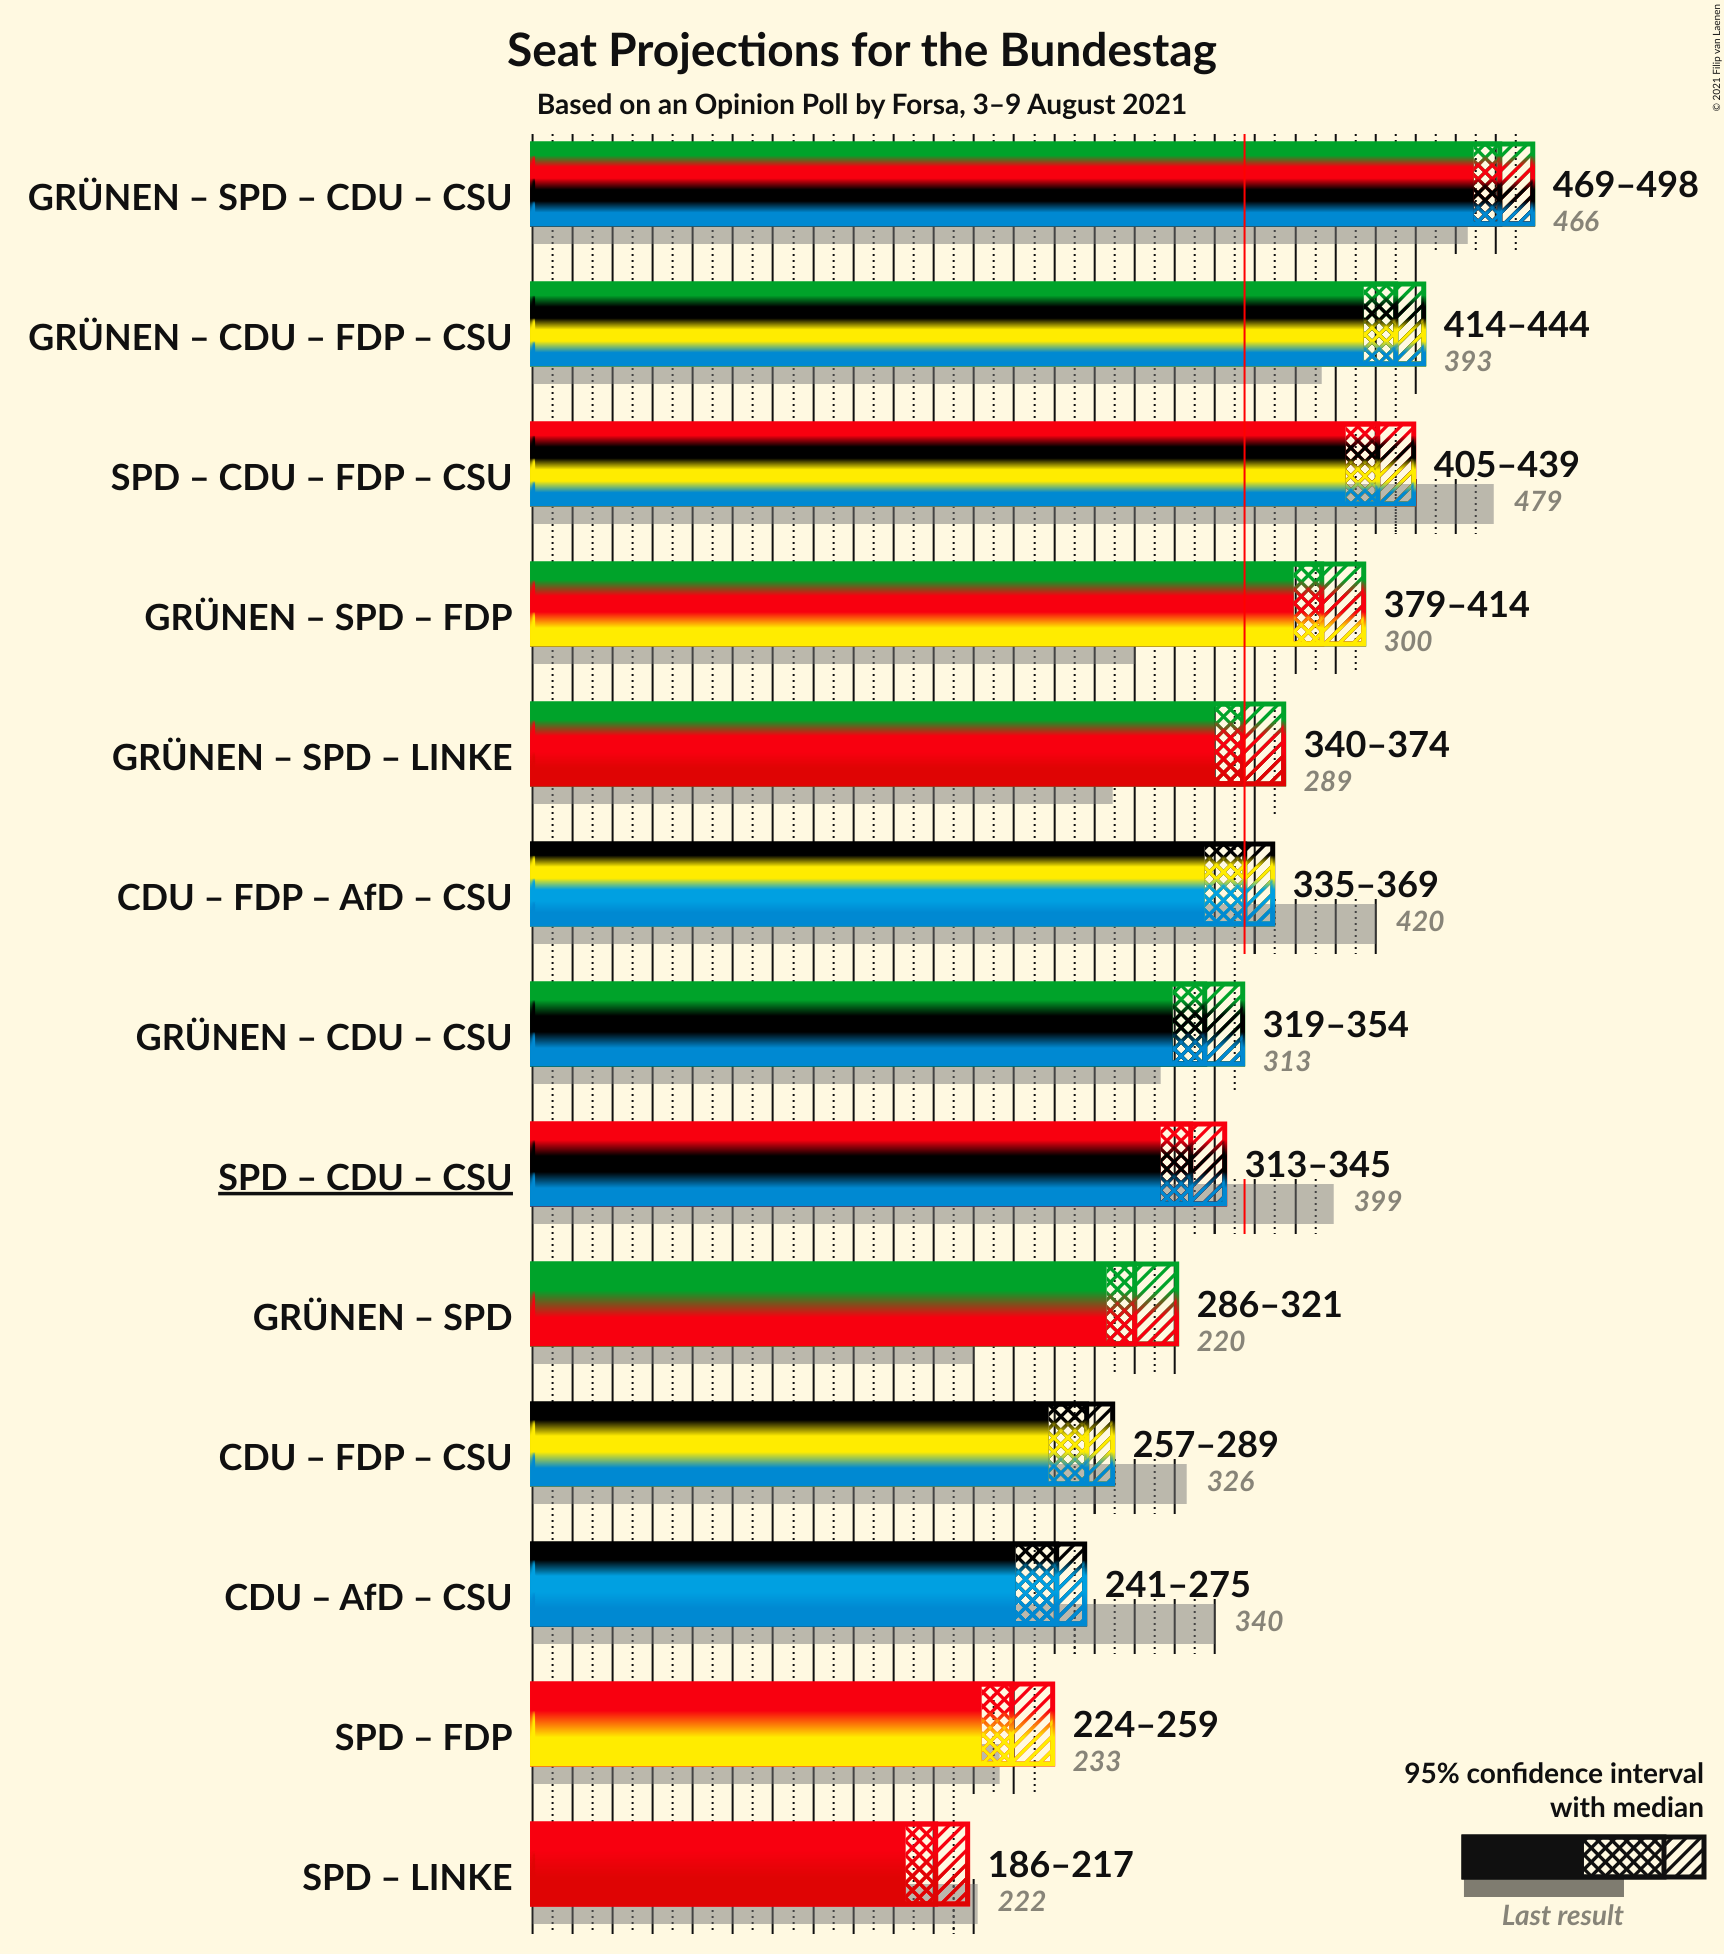 Seat Projections for the Bundestag
Based on an Opinion Poll by Forsa, 3–9 August 2021
© 2021 Filip van Laenen
GRÜNEN – SPD – CDU – CSU
469–498
466
GRÜNEN – CDU – FDP – CSU
414–444
393
SPD – CDU – FDP – CSU
405–439
479
GRÜNEN – SPD – FDP
379–414
300
GRÜNEN – SPD – LINKE
340–374
289
CDU – FDP – AfD – CSU
335–369
420
GRÜNEN – CDU – CSU
319–354
313
SPD – CDU – CSU
313–345
399
GRÜNEN – SPD
286–321
220
CDU – FDP – CSU
257–289
326
CDU – AfD – CSU
241–275
340
SPD – FDP
224–259
233
SPD – LINKE
186–217
222
95% confidence interval
with median
Last result